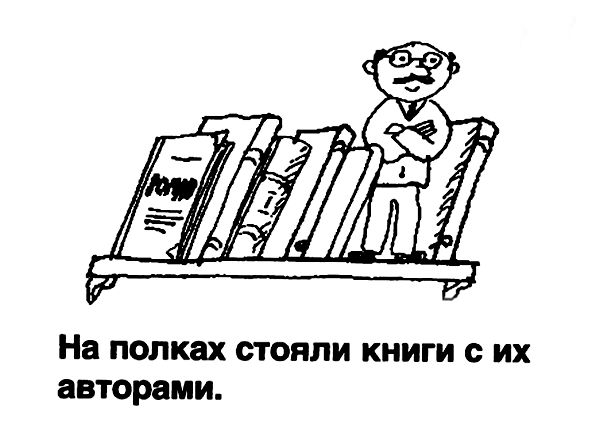 На полках стояли книги с их
авторами.